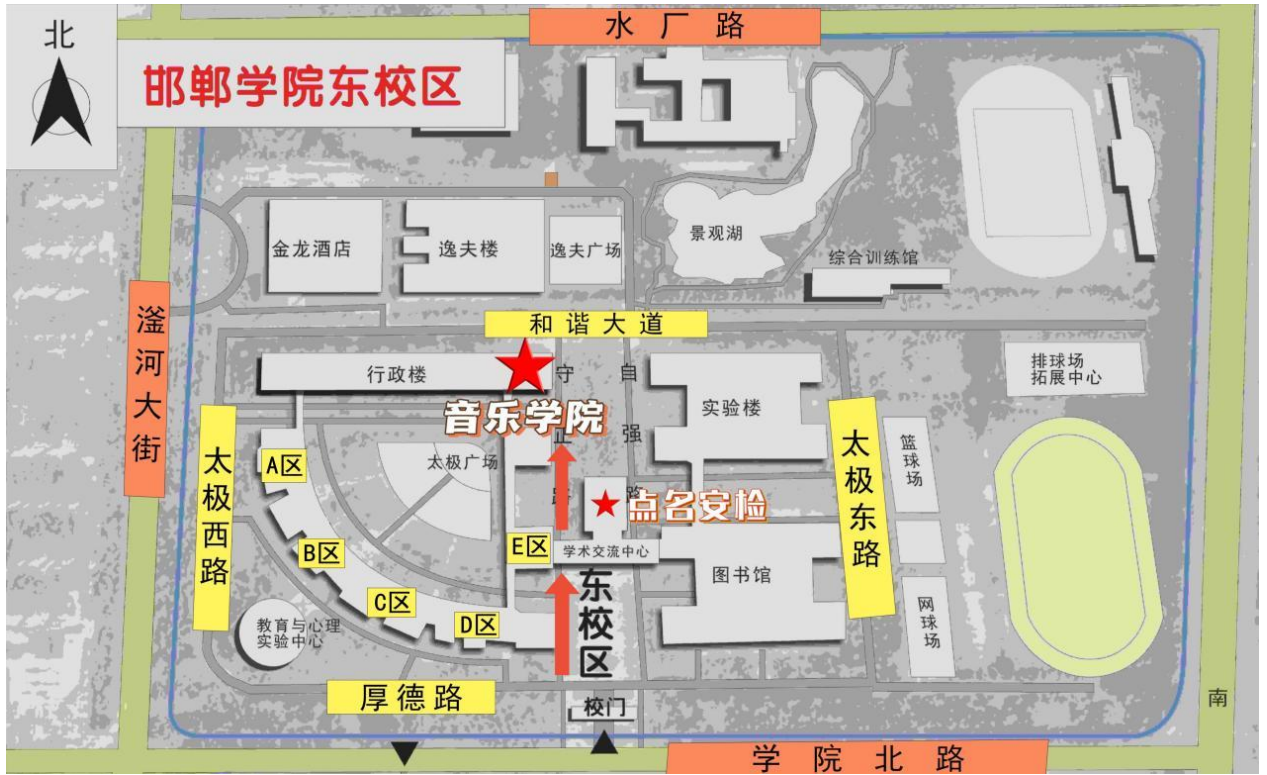 水厂路
北
邯郸学院东校区
金龙酒店
逸夫楼
逸夫广场
景观湖
综合训练馆
和谐大道
滏河大街
行政楼
守正路
自强路
实验楼
排球场
拓展中心
音乐学院
太极广场
太极西路
A区
B区
C区
D区
E区
点名安检
学术交流中心
图书馆
太极东路
篮球场
网球场
教育与心理
实验中心
东校区
厚德路
校门
南
学院北路